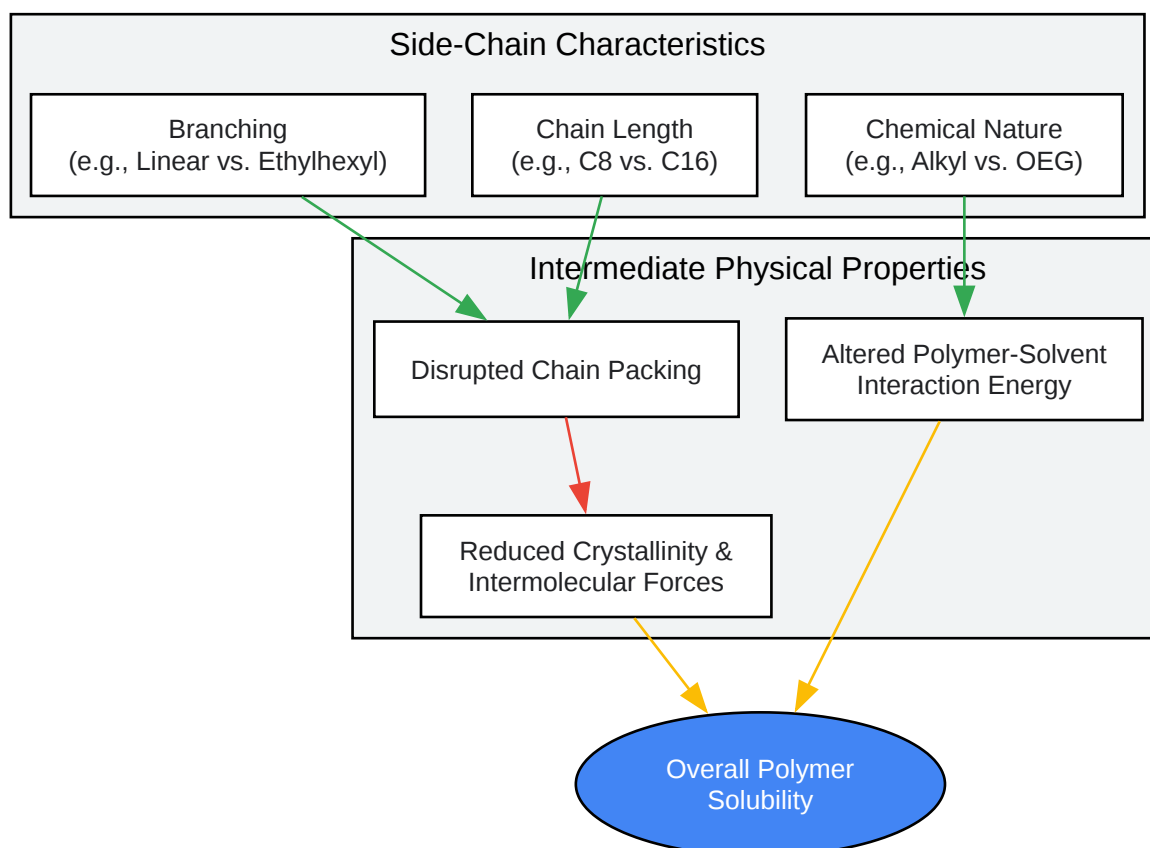 Side-Chain Characteristics
Branching
(e.g., Linear vs. Ethylhexyl)
Chain Length
(e.g., C8 vs. C16)
Chemical Nature
(e.g., Alkyl vs. OEG)
Intermediate Physical Properties
Disrupted Chain Packing
Altered Polymer-Solvent
Interaction Energy
Reduced Crystallinity &
Intermolecular Forces
Overall Polymer
Solubility